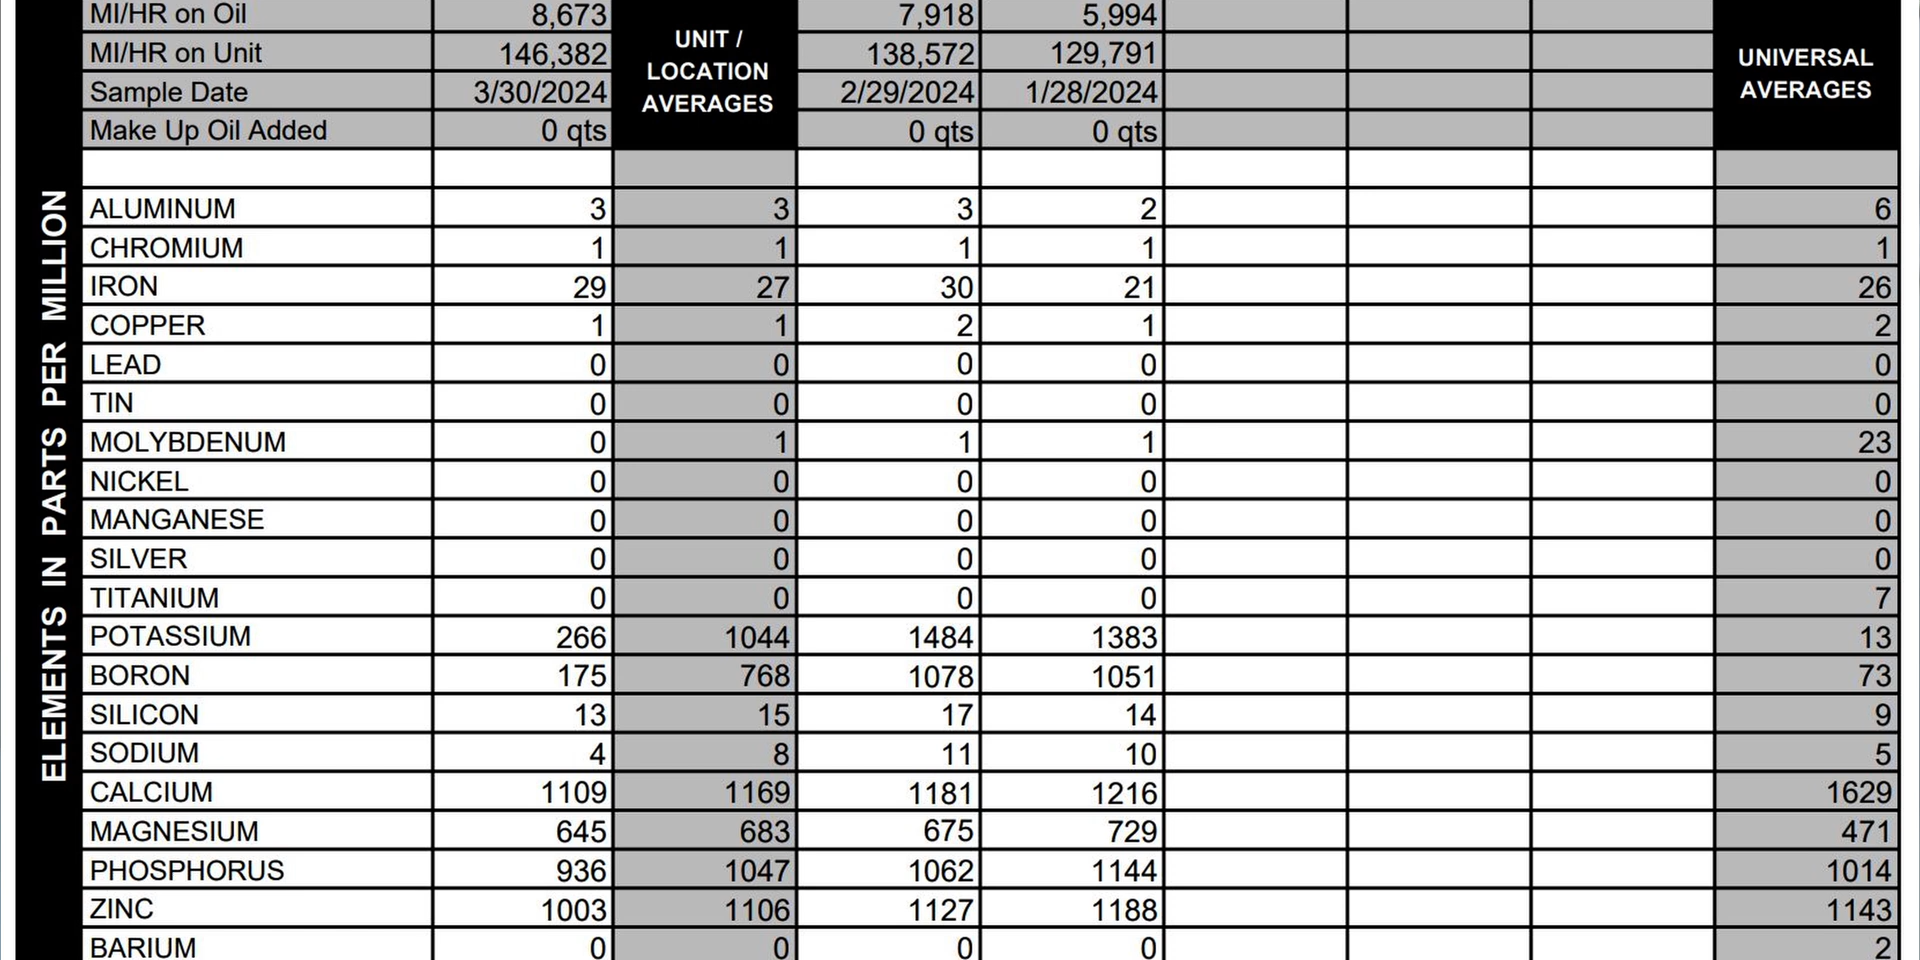 MI/HR on Oil 8,673 7,918 5,994
MI/HR on Unit 146,382 138,572 129,791
Sample Date 3/30/2024 2/29/2024 1/28/2024
Make Up Oil Added 0 qts 0 qts 0 qts
UNIT /
LOCATION
AVERAGES
UNIVERSAL
AVERAGES
ELEMENTS IN PARTS PER MILLION
ALUMINUM 3 3 3 2 6
CHROMIUM 1 1 1 1 1
IRON 29 27 30 21 26
COPPER 1 1 2 1 2
LEAD 0 0 0 0 0
TIN 0 0 0 0 0
MOLYBDENUM 0 1 1 1 23
NICKEL 0 0 0 0 0
MANGANESE 0 0 0 0 0
SILVER 0 0 0 0 0
TITANIUM 0 0 0 0 7
POTASSIUM 266 1044 1484 1383 13
BORON 175 768 1078 1051 73
SILICON 13 15 17 14 9
SODIUM 4 8 11 10 5
CALCIUM 1109 1169 1181 1216 1629
MAGNESIUM 645 683 675 729 471
PHOSPHORUS 936 1047 1062 1144 1014
ZINC 1003 1106 1127 1188 1143
BARIUM 0 0 0 0 2